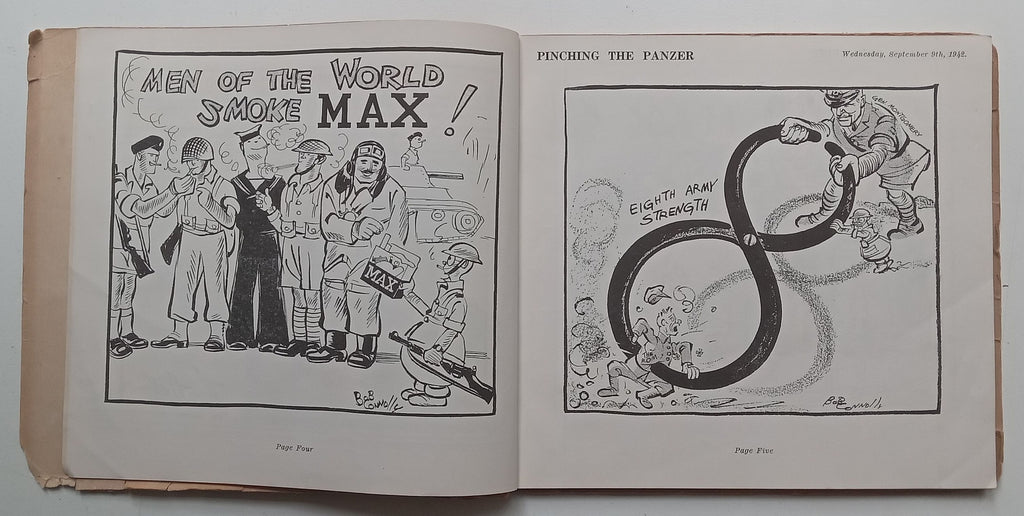 MEN OF THE WORLD
SMOKE MAX!
MAX
BOB
CONNOLLY
Page Four
PINCHING THE PANZER
Wednesday, September 9th, 1942.
GEN. MONTGOMERY
EIGHTH ARMY
STRENGTH
BOB
CONNOLLY
Page Five